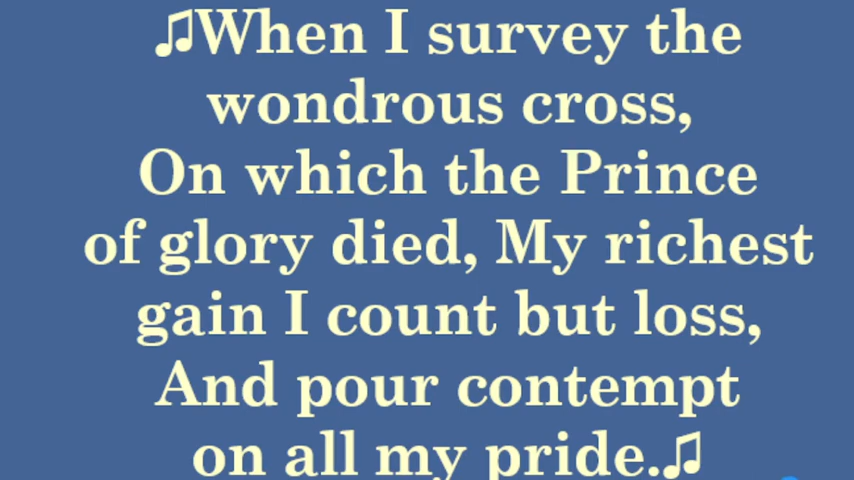 ♫When I survey the
wondrous cross,
On which the Prince
of glory died, My richest
gain I count but loss,
And pour contempt
on all my pride.♫